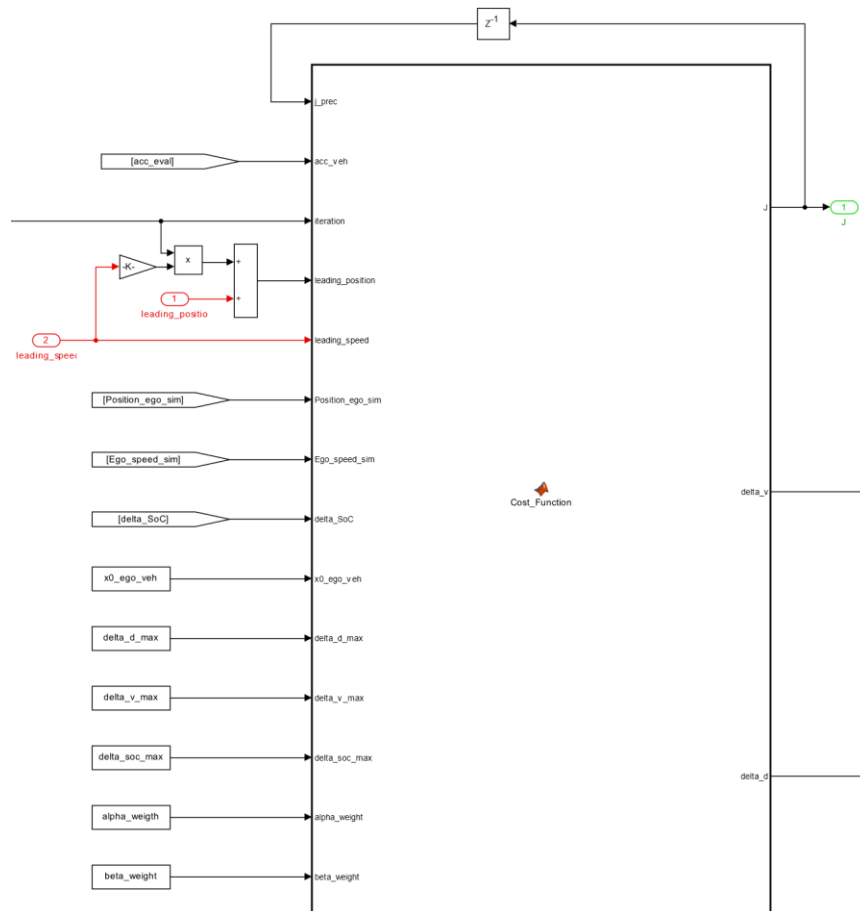 Z-1
j_prec
[acc_eval]
acc_veh
iteration
J
1
J
-K-
x
+
+
leading_position
1
leading_positio
2
leading_speed
leading_speed
[Position_ego_sim]
Position_ego_sim
[Ego_speed_sim]
Ego_speed_sim
Cost_Function
delta_v
[delta_SoC]
delta_SoC
x0_ego_veh
x0_ego_veh
delta_d_max
delta_d_max
delta_v_max
delta_v_max
delta_soc_max
delta_soc_max
delta_d
alpha_weigth
alpha_weight
beta_weight
beta_weight